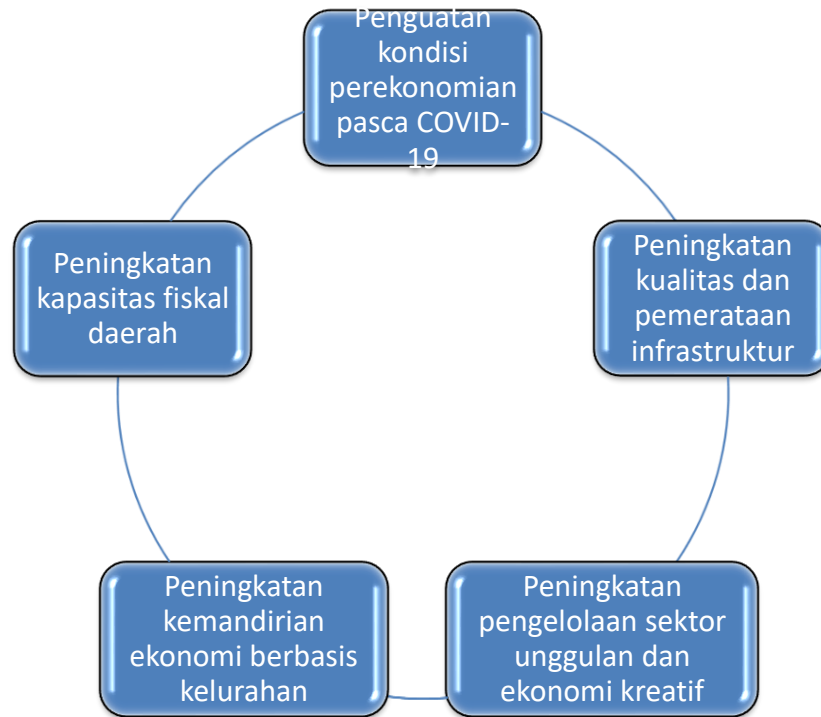 Penguatan
kondisi
perekonomian
pasca COVID-
19
Peningkatan
kualitas dan
pemerataan
infrastruktur
Peningkatan
pengelolaan sektor
unggulan dan
ekonomi kreatif
Peningkatan
kemandirian
ekonomi berbasis
kelurahan
Peningkatan
kapasitas fiskal
daerah